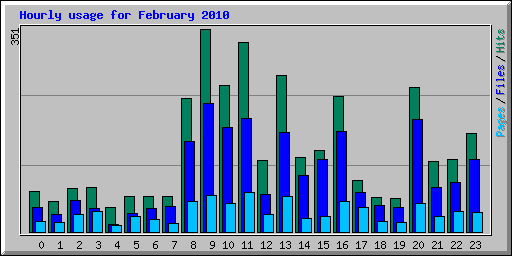 Hourly usage for February 2010
351
Pages / Files / Hits
0 1 2 3 4 5 6 7 8 9 10 11 12 13 14 15 16 17 18 19 20 21 22 23